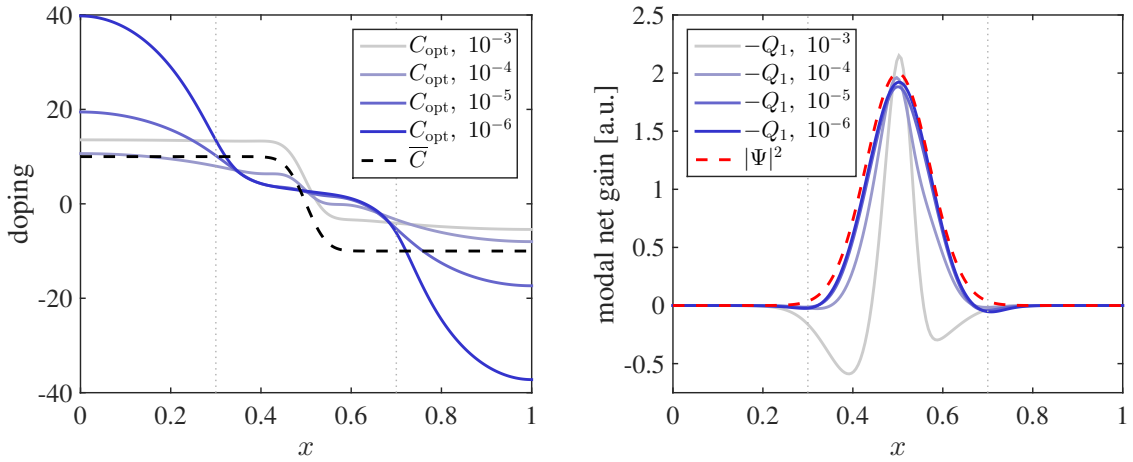 40
20
0
-20
-40
doping
0
0.2
0.4
0.6
0.8
1
x
C_opt, 10^{-3}
C_opt, 10^{-4}
C_opt, 10^{-5}
C_opt, 10^{-6}
C̅
2.5
2
1.5
1
0.5
0
-0.5
modal net gain [a.u.]
0
0.2
0.4
0.6
0.8
1
x
−Q_1, 10^{-3}
−Q_1, 10^{-4}
−Q_1, 10^{-5}
−Q_1, 10^{-6}
|Ψ|^2